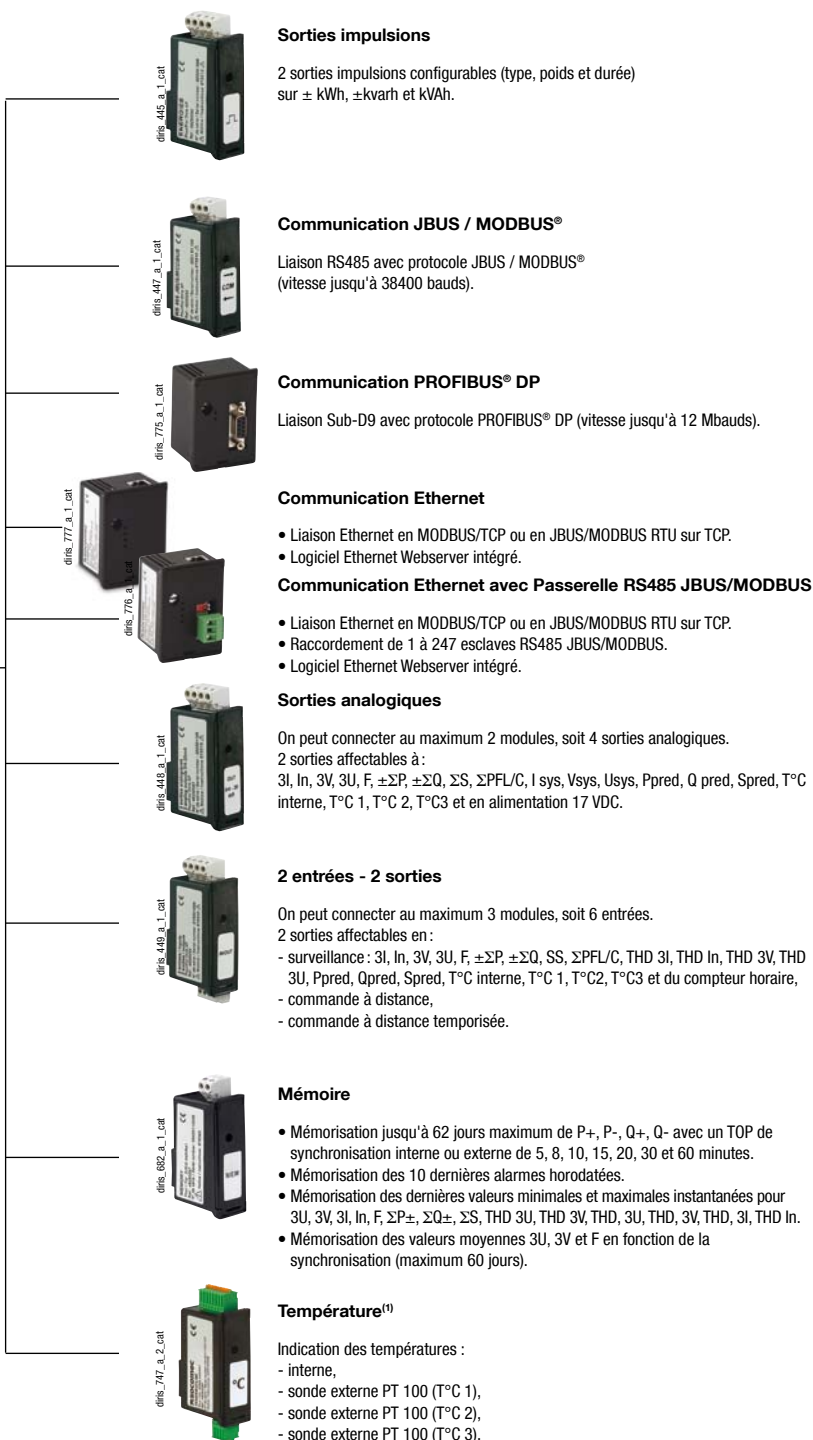 Sorties impulsions
diris_445_a_1_cat
2 sorties impulsions configurables (type, poids et durée)
sur ± kWh, ±kvarh et kVAh.
Communication JBUS / MODBUS®
diris_447_a_1_cat
COM
Liaison RS485 avec protocole JBUS / MODBUS®
(vitesse jusqu'à 38400 bauds).
Communication PROFIBUS® DP
diris_775_a_1_cat
Liaison Sub-D9 avec protocole PROFIBUS® DP (vitesse jusqu'à 12 Mbauds).
Communication Ethernet
diris_777_a_1_cat
• Liaison Ethernet en MODBUS/TCP ou en JBUS/MODBUS RTU sur TCP.
• Logiciel Ethernet Webserver intégré.
Communication Ethernet avec Passerelle RS485 JBUS/MODBUS
diris_776_a_1_cat
• Liaison Ethernet en MODBUS/TCP ou en JBUS/MODBUS RTU sur TCP.
• Raccordement de 1 à 247 esclaves RS485 JBUS/MODBUS.
• Logiciel Ethernet Webserver intégré.
Sorties analogiques
diris_448_a_1_cat
OUT
On peut connecter au maximum 2 modules, soit 4 sorties analogiques.
2 sorties affectables à :
3I, In, 3V, 3U, F, ±ΣP, ±ΣQ, ΣS, ΣPFL/C, I sys, Vsys, Usys, Ppred, Q pred, Spred, T°C
interne, T°C 1, T°C 2, T°C3 et en alimentation 17 VDC.
2 entrées - 2 sorties
diris_449_a_1_cat
IN/OUT
On peut connecter au maximum 3 modules, soit 6 entrées.
2 sorties affectables en :
- surveillance : 3I, In, 3V, 3U, F, ±ΣP, ±ΣQ, SS, ΣPFL/C, THD 3I, THD In, THD 3V, THD
3U, Ppred, Qpred, Spred, T°C interne, T°C 1, T°C2, T°C3 et du compteur horaire,
- commande à distance,
- commande à distance temporisée.
Mémoire
diris_682_a_1_cat
MEM
• Mémorisation jusqu'à 62 jours maximum de P+, P-, Q+, Q- avec un TOP de
synchronisation interne ou externe de 5, 8, 10, 15, 20, 30 et 60 minutes.
• Mémorisation des 10 dernières alarmes horodatées.
• Mémorisation des dernières valeurs minimales et maximales instantanées pour
3U, 3V, 3I, In, F, ΣP±, ΣQ±, ΣS, THD 3U, THD 3V, THD, 3U, THD, 3V, THD, 3I, THD In.
• Mémorisation des valeurs moyennes 3U, 3V et F en fonction de la
synchronisation (maximum 60 jours).
Température(1)
diris_747_a_2_cat
°C
Indication des températures :
- interne,
- sonde externe PT 100 (T°C 1),
- sonde externe PT 100 (T°C 2),
- sonde externe PT 100 (T°C 3).